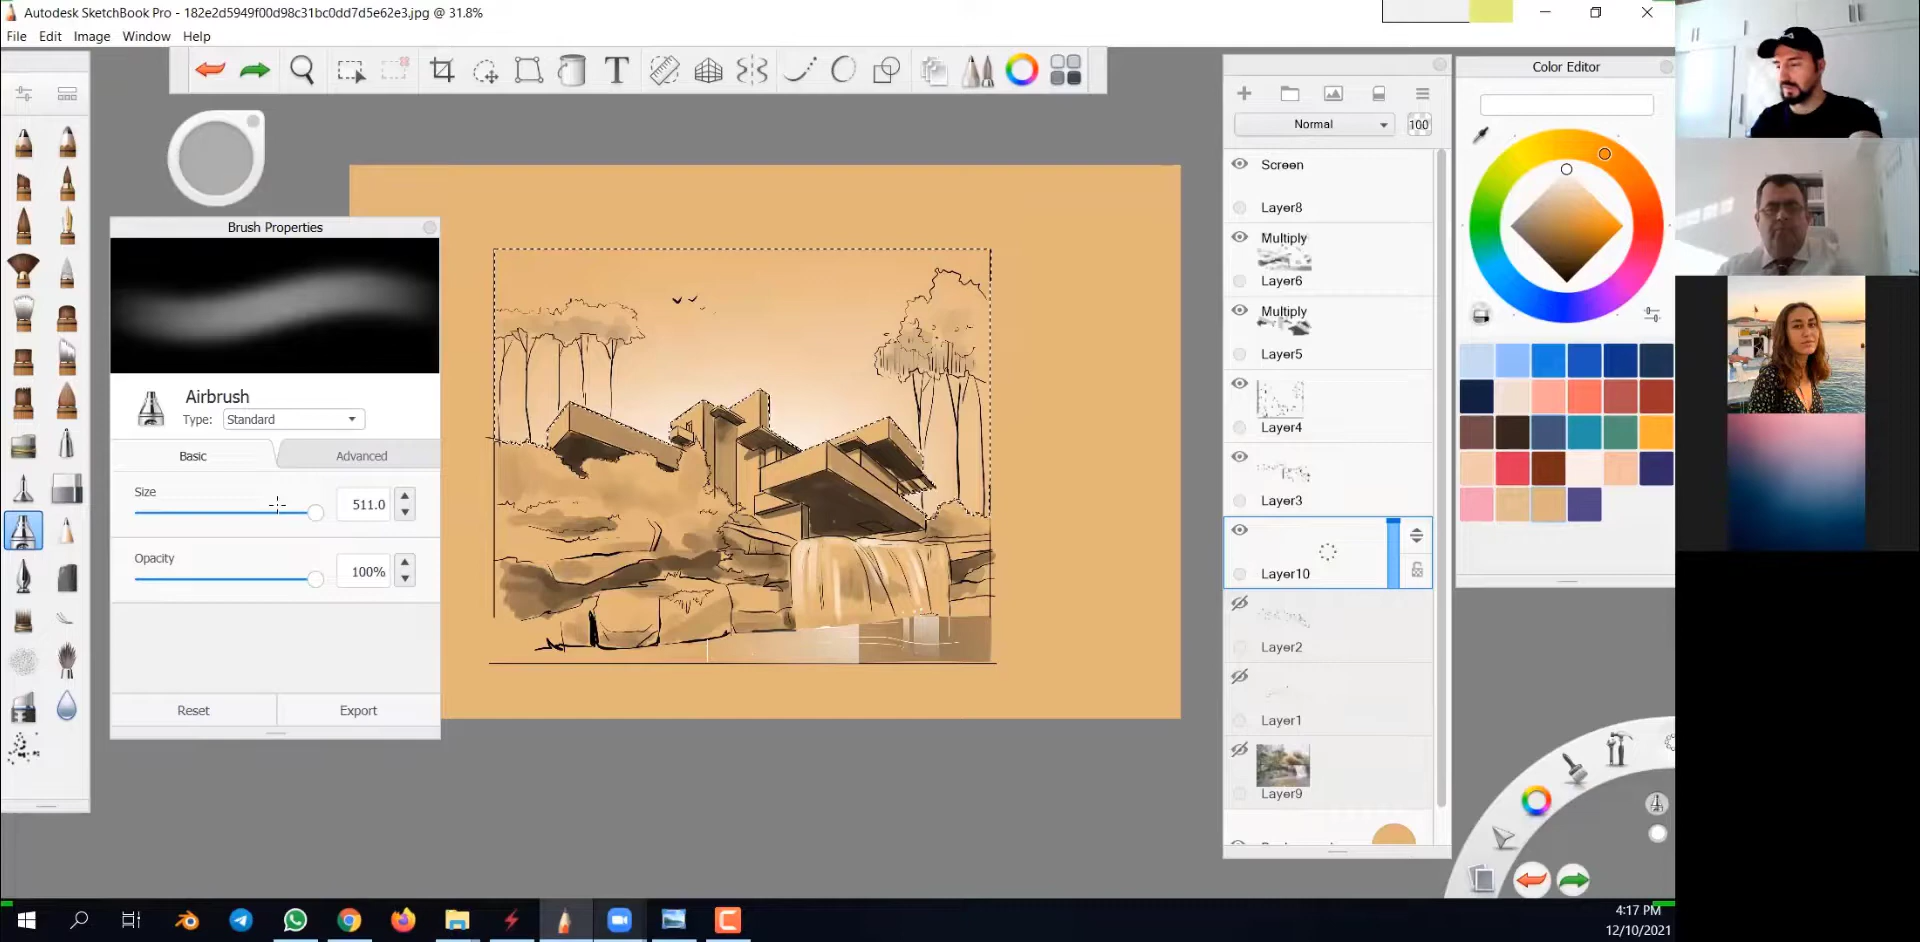 Autodesk SketchBook Pro - 182e2d5949f00d98c31bc0dd7d5e62e3.jpg @ 31.8%
File Edit Image Window Help
Brush Properties
Airbrush
Type: Standard
Basic Advanced
Size
511.0
Opacity
100%
Reset Export
Normal 100
Screen
Layer8
Multiply
Layer6
Multiply
Layer5
Layer4
Layer3
Layer10
Layer2
Layer1
Layer9
Color Editor
4:17 PM
12/10/2021